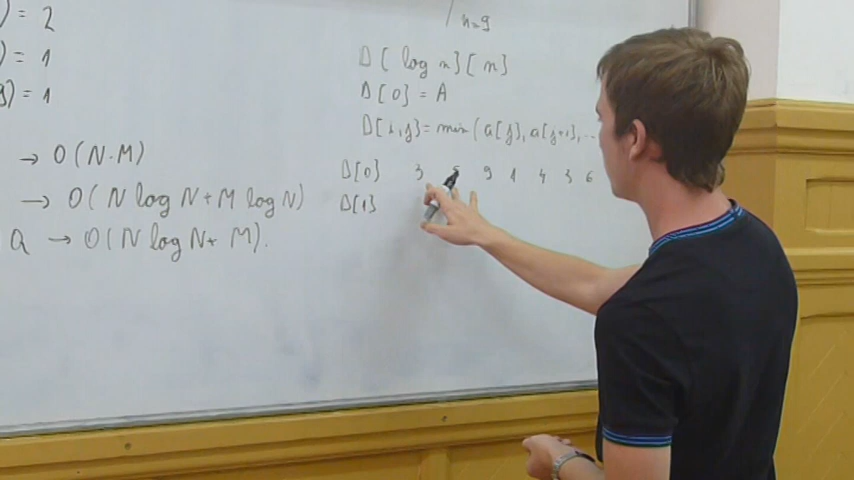 ) = 2
) = 1
9) = 1
→ O(N·M)
→ O(N log N + M log N)
Q → O(N log N + M).
n=9
D[log n][n]
D[0] = A
D[i,j] = min(a[j], a[j+1], ...
D[0] 3 5 9 1 4 3 6
D[1]